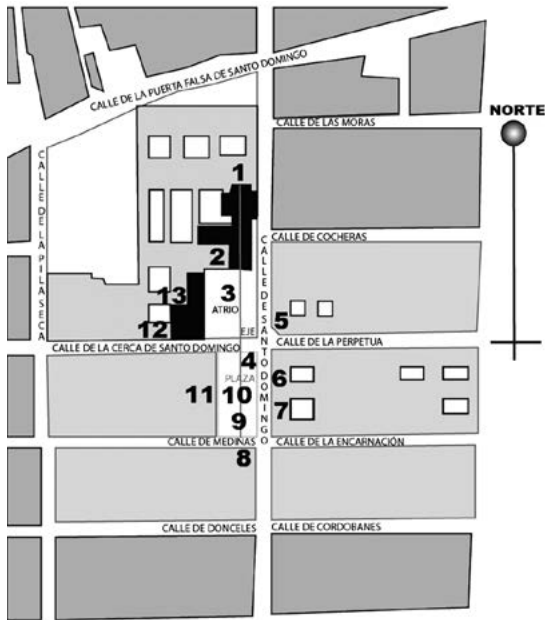 CALLE DE LA PUERTA FALSA DE SANTO DOMINGO
NORTE
CALLE DE LAS MORAS
CALLE DE LA PILA SECA
1
CALLE DE COCHERAS
2
CALLE DE SANTO DOMINGO
13
3
ATRIO
5
12
EJE
CALLE DE LA CERCA DE SANTO DOMINGO
CALLE DE LA PERPETUA
4
PLAZA
6
11
10
7
9
CALLE DE MEDINAS
CALLE DE LA ENCARNACIÓN
8
CALLE DE DONCELES
CALLE DE CORDOBANES